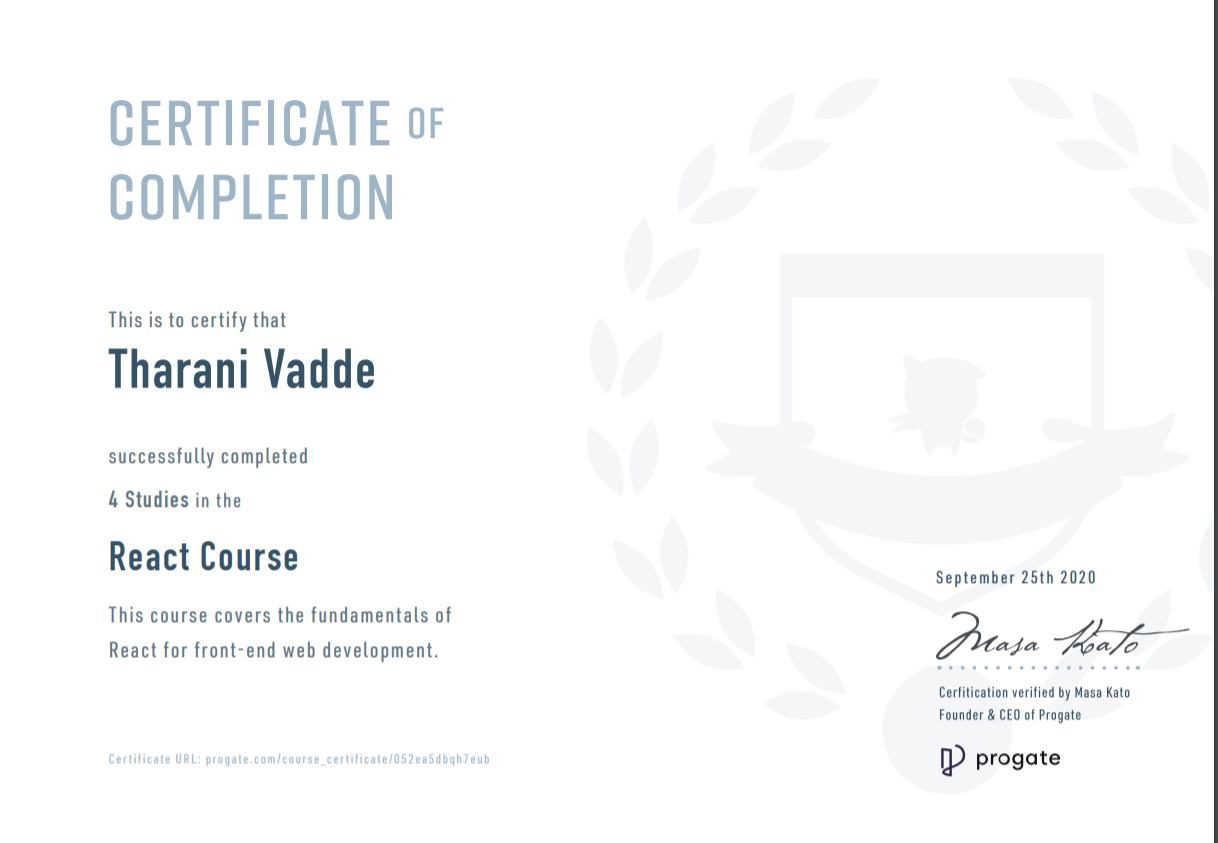 CERTIFICATE OF
COMPLETION
This is to certify that
Tharani Vadde
successfully completed
4 Studies in the
React Course
This course covers the fundamentals of
React for front-end web development.
Certificate URL: progate.com/course_certificate/052ea5dbqh7eub
September 25th 2020
Masa Kato
Cerfitication verified by Masa Kato
Founder & CEO of Progate
progate